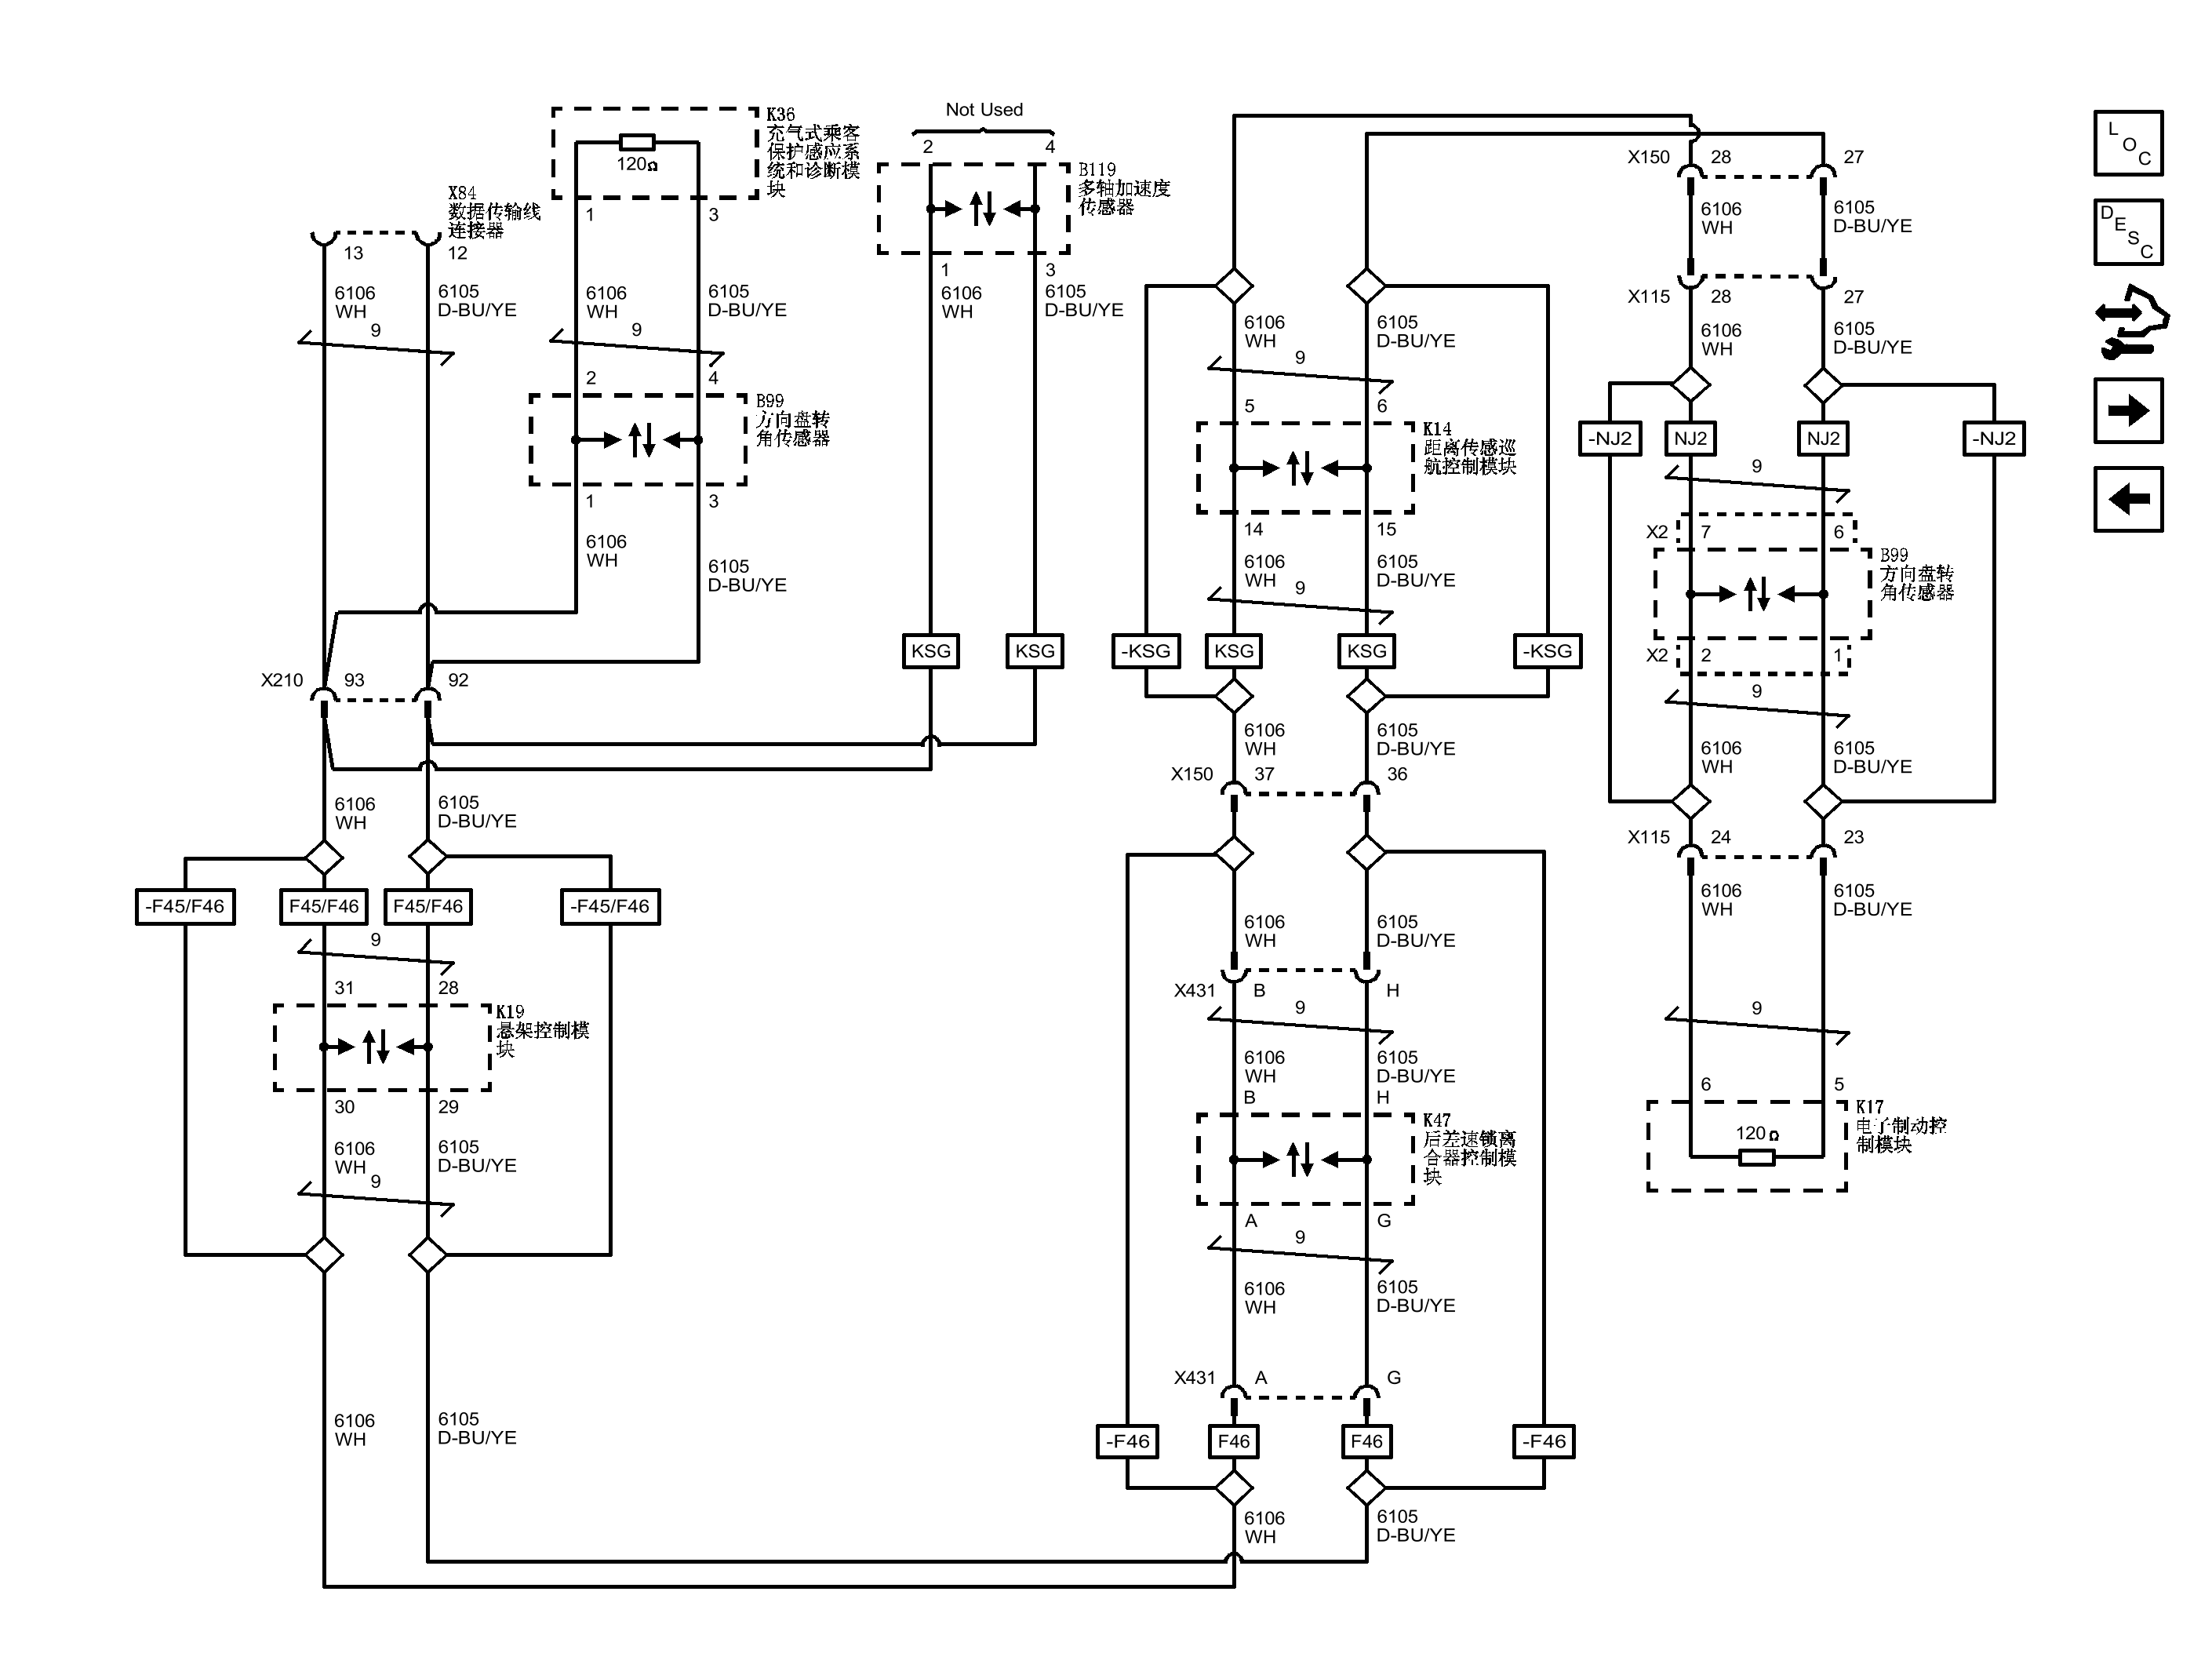 Not Used
K36
充气式乘客
保护感应系
统和诊断模
块
120Ω
1
3
X84
数据传输线
连接器
13
12
6106
WH
6105
D-BU/YE
9
6106
WH
6105
D-BU/YE
9
2
4
B99
方向盘转
角传感器
1
3
6106
WH
6105
D-BU/YE
2
4
B119
多轴加速度
传感器
1
3
6106
WH
6105
D-BU/YE
KSG
KSG
X210
93
92
6106
WH
6105
D-BU/YE
-F45/F46
F45/F46
F45/F46
-F45/F46
9
31
28
K19
悬架控制模
块
30
29
6106
WH
6105
D-BU/YE
9
6106
WH
6105
D-BU/YE
6106
WH
6105
D-BU/YE
9
5
6
K14
距离传感巡
航控制模块
14
15
6106
WH
6105
D-BU/YE
9
-KSG
KSG
KSG
-KSG
6106
WH
6105
D-BU/YE
X150
37
36
6106
WH
6105
D-BU/YE
X431
B
H
9
6106
WH
6105
D-BU/YE
B
H
K47
后差速锁离
合器控制模
块
A
G
9
6106
WH
6105
D-BU/YE
X431
A
G
-F46
F46
F46
-F46
6106
WH
6105
D-BU/YE
X150
28
27
6106
WH
6105
D-BU/YE
X115
28
27
6106
WH
6105
D-BU/YE
-NJ2
NJ2
NJ2
-NJ2
9
X2
7
6
B99
方向盘转
角传感器
X2
2
1
9
6106
WH
6105
D-BU/YE
X115
24
23
6106
WH
6105
D-BU/YE
9
6
5
K17
电子制动控
制模块
120Ω
LOC
DESC